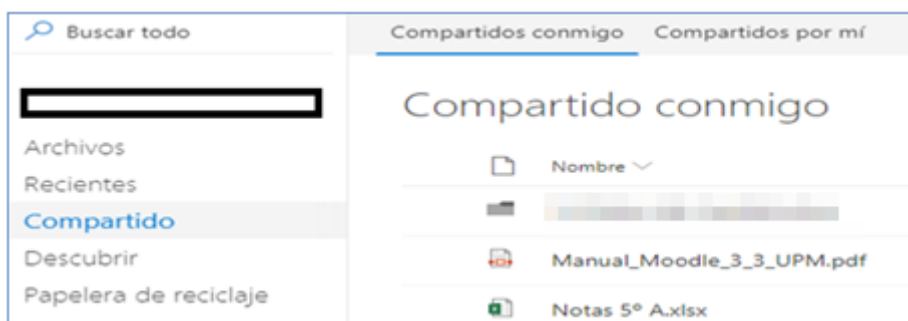 Buscar todo
Archivos
Recientes
Compartido
Descubrir
Papelera de reciclaje
Compartidos conmigo Compartidos por mí
Compartido conmigo
Nombre
Manual_Moodle_3_3_UPM.pdf
Notas 5º A.xlsx